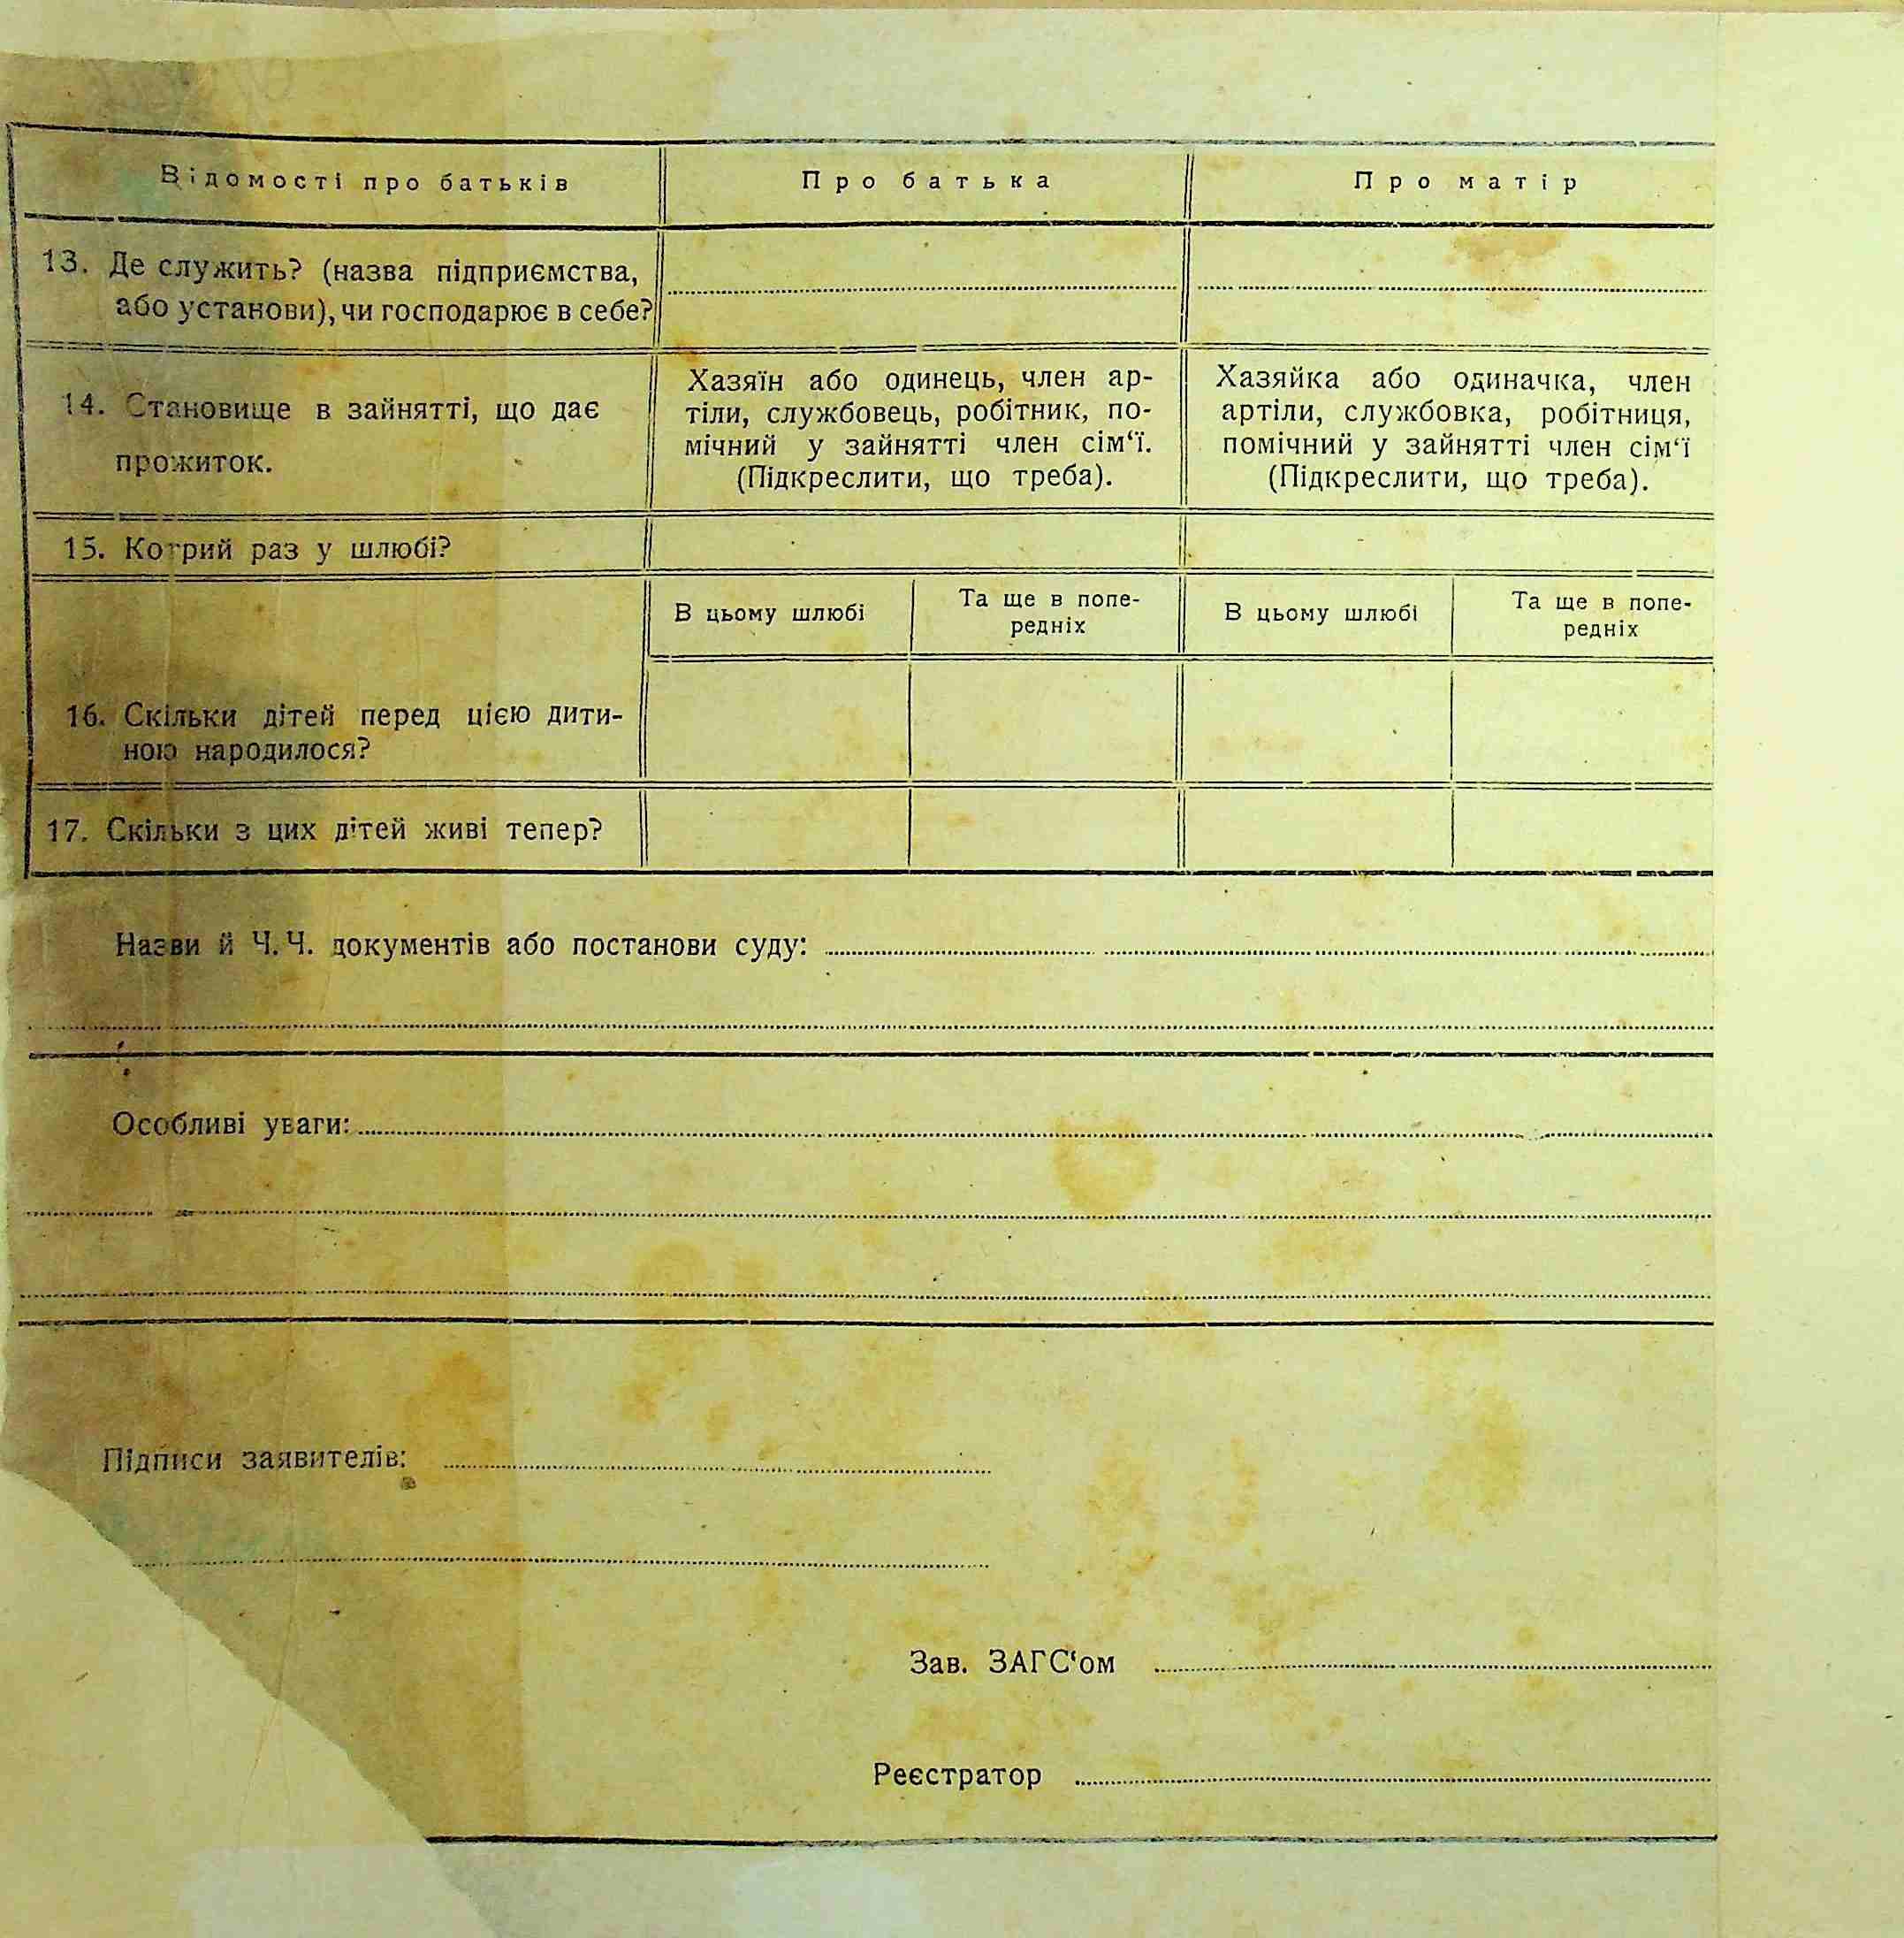 Відомості про батьків
Про батька
Про матір
13. Де служить? (назва підприємства,
або установи), чи господарює в себе?
14. Становище в зайнятті, що дає
прожиток.
Хазяїн або одинець, член ар-
тіли, службовець, робітник, по-
мічний у зайнятті член сім‘ї.
(Підкреслити, що треба).
Хазяйка або одиначка, член
артіли, службовка, робітниця,
помічний у зайнятті член сім‘ї
(Підкреслити, що треба).
15. Котрий раз у шлюбі?
В цьому шлюбі
Та ще в попе-
редніх
В цьому шлюбі
Та ще в попе-
редніх
16. Скільки дітей перед цією дити-
ною народилося?
17. Скільки з цих дітей живі тепер?
Назви й Ч.Ч. документів або постанови суду:
Особливі уваги:
Підписи заявителів:
Зав. ЗАГС‘ом
Реєстратор